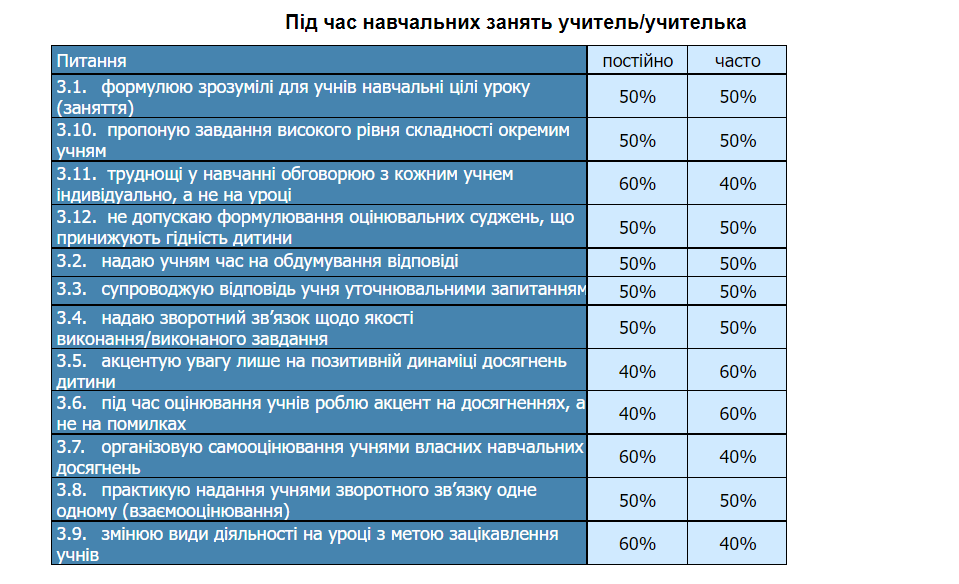 Під час навчальних занять учитель/учителька
Питання постійно часто
3.1. формулюю зрозумілі для учнів навчальні цілі уроку
(заняття) 50% 50%
3.10. пропоную завдання високого рівня складності окремим
учням 50% 50%
3.11. труднощі у навчанні обговорюю з кожним учнем
індивідуально, а не на уроці 60% 40%
3.12. не допускаю формулювання оцінювальних суджень, що
принижують гідність дитини 50% 50%
3.2. надаю учням час на обдумування відповіді 50% 50%
3.3. супроводжую відповідь учня уточнювальними запитанням 50% 50%
3.4. надаю зворотний зв’язок щодо якості
виконання/виконаного завдання 50% 50%
3.5. акцентую увагу лише на позитивній динаміці досягнень
дитини 40% 60%
3.6. під час оцінювання учнів роблю акцент на досягненнях, а
не на помилках 40% 60%
3.7. організовую самооцінювання учнями власних навчальних
досягнень 60% 40%
3.8. практикую надання учнями зворотного зв’язку одне
одному (взаємооцінювання) 50% 50%
3.9. змінюю види діяльності на уроці з метою зацікавлення
учнів 60% 40%